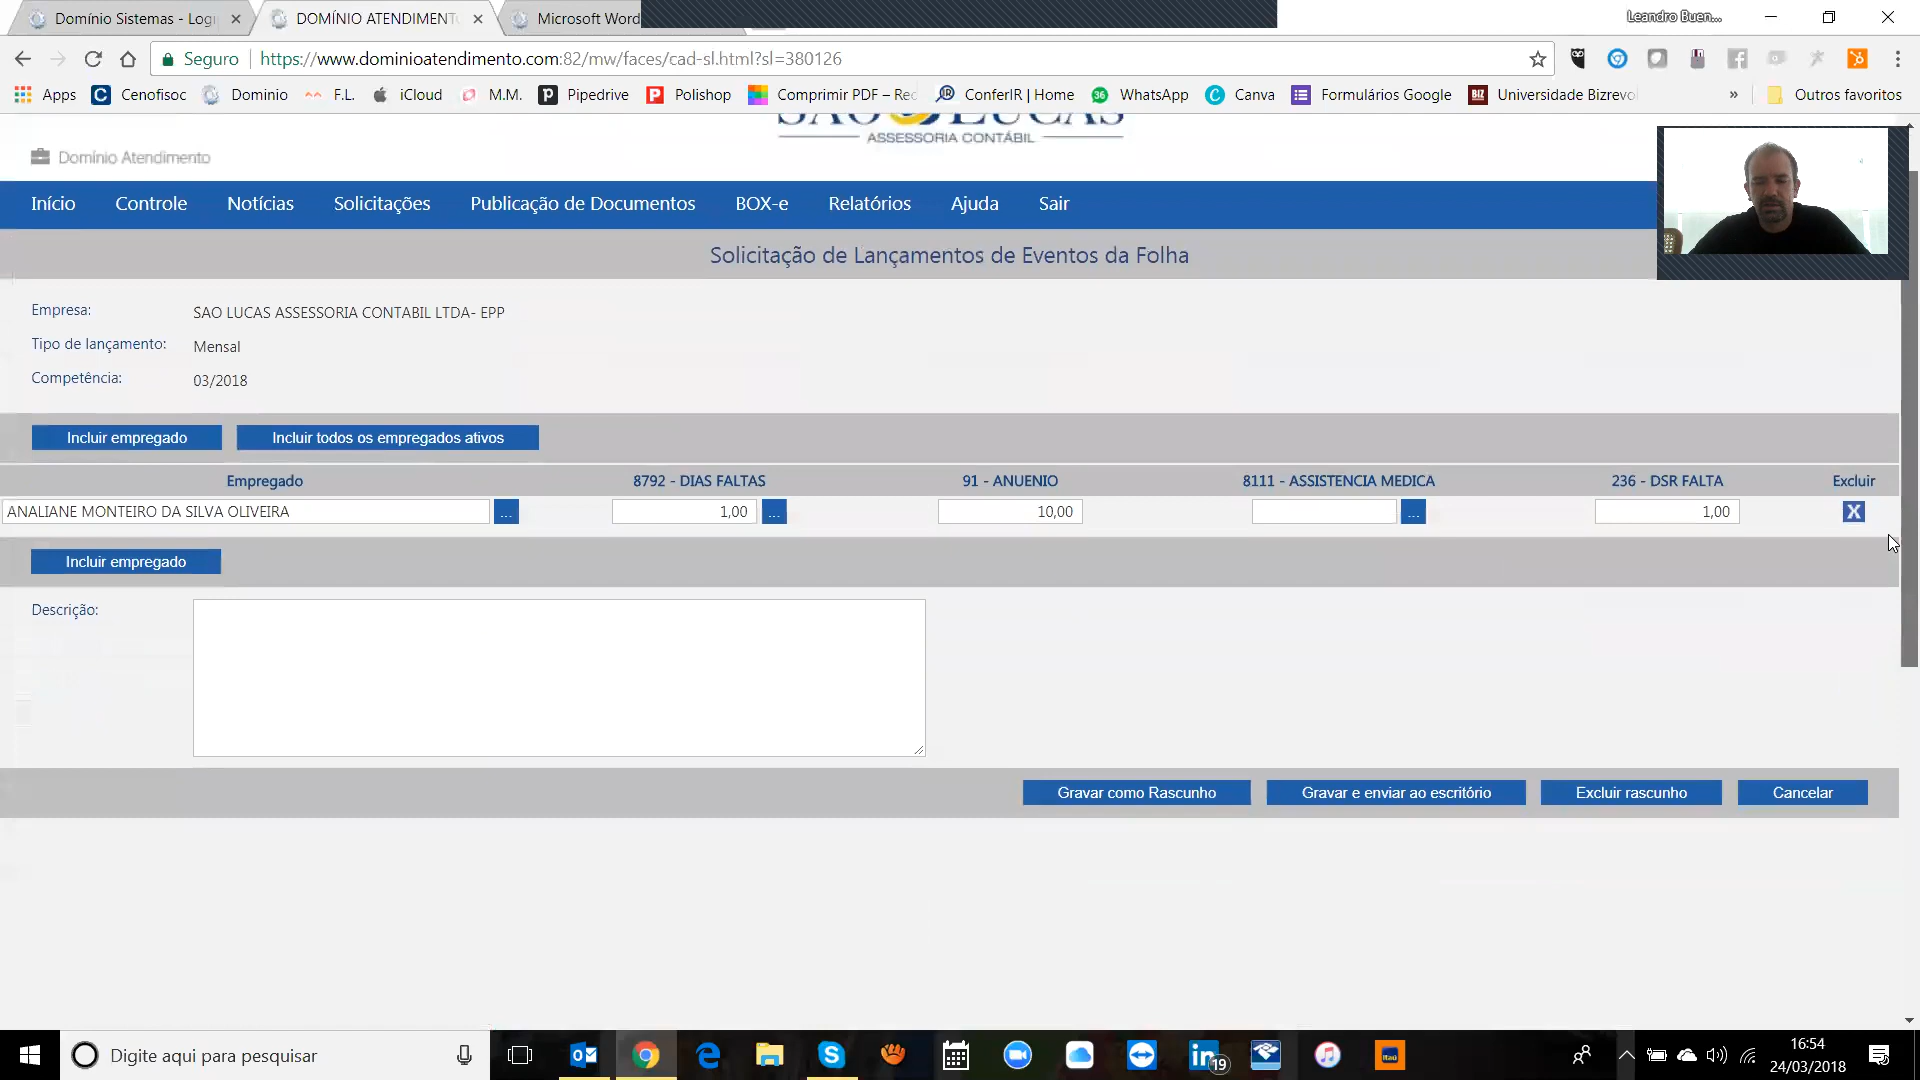 Domínio Sistemas - Logi
DOMÍNIO ATENDIMENT
Microsoft Word
Leandro Buen...
Seguro
https://www.dominioatendimento.com:82/mw/faces/cad-sl.html?sl=380126
Apps
Cenofisoc
Dominio
F.L.
iCloud
M.M.
Pipedrive
Polishop
Comprimir PDF – Rec
ConferIR | Home
WhatsApp
Canva
Formulários Google
Universidade Bizrevo
»
Outros favoritos
SÃO LUCAS
ASSESSORIA CONTÁBIL
Domínio Atendimento
Início
Controle
Notícias
Solicitações
Publicação de Documentos
BOX-e
Relatórios
Ajuda
Sair
Solicitação de Lançamentos de Eventos da Folha
Empresa: SAO LUCAS ASSESSORIA CONTABIL LTDA- EPP
Tipo de lançamento: Mensal
Competência: 03/2018
Incluir empregado
Incluir todos os empregados ativos
Empregado 8792 - DIAS FALTAS 91 - ANUENIO 8111 - ASSISTENCIA MEDICA 236 - DSR FALTA Excluir
ANALIANE MONTEIRO DA SILVA OLIVEIRA ... 1,00 ... 10,00 ... 1,00 X
Incluir empregado
Descrição:
Gravar como Rascunho
Gravar e enviar ao escritório
Excluir rascunho
Cancelar
Digite aqui para pesquisar
19
16:54
24/03/2018